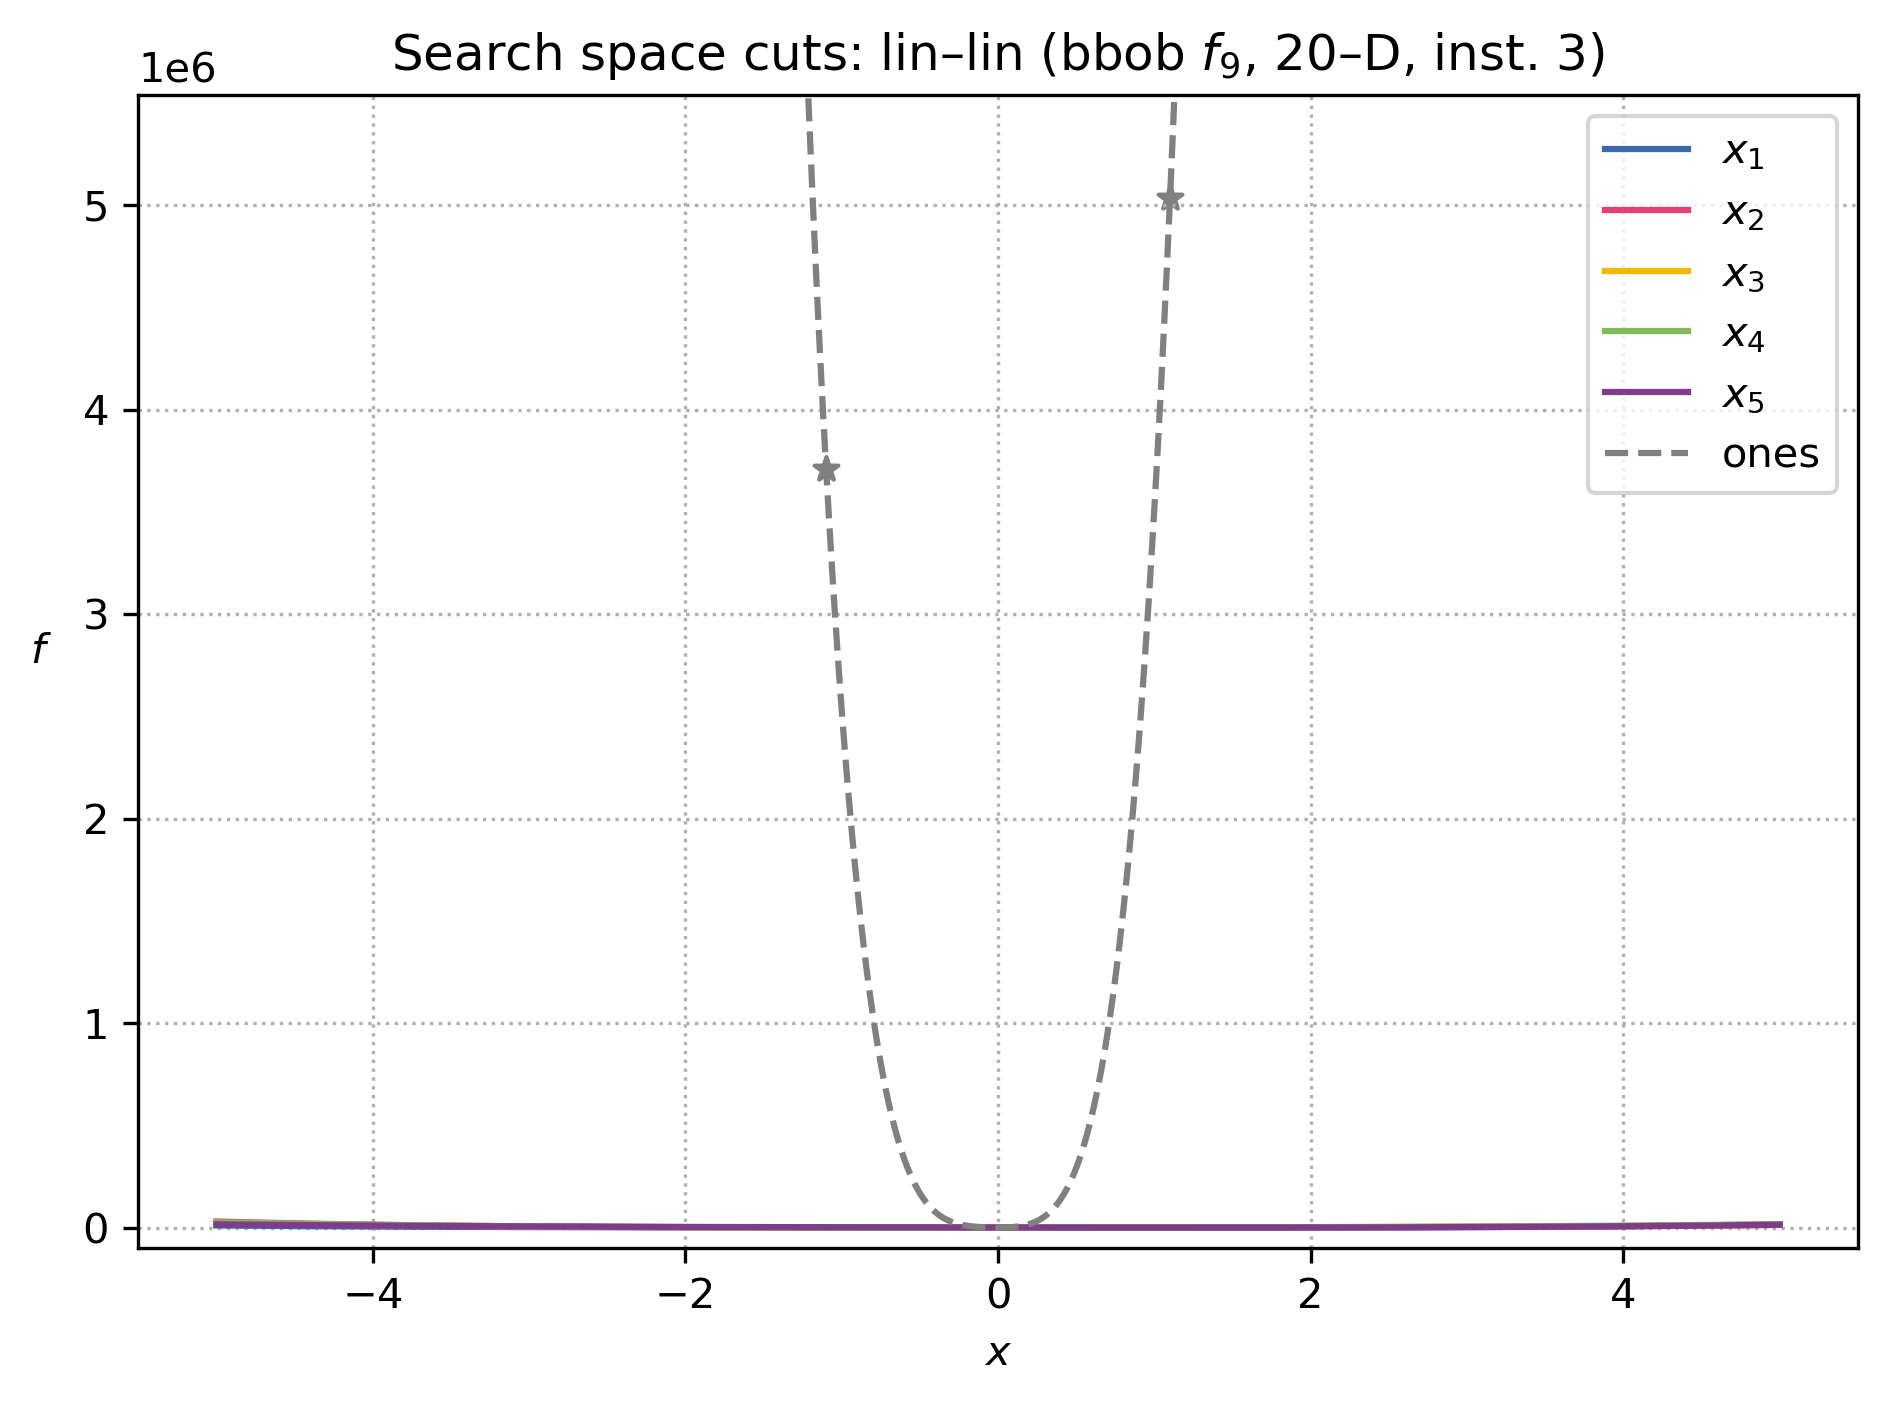 Search space cuts: lin–lin (bbob f₉, 20–D, inst. 3)
1e6
5
4
3
2
1
0
f
−4
−2
0
2
4
x
x₁
x₂
x₃
x₄
x₅
ones